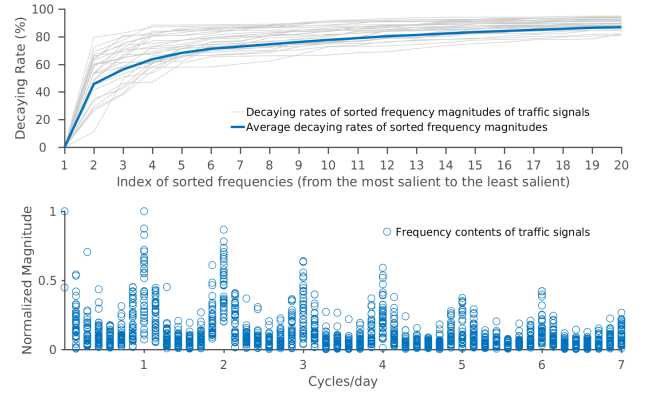 100
80
60
40
20
0
Decaying Rate (%)
Decaying rates of sorted frequency magnitudes of traffic signals
Average decaying rates of sorted frequency magnitudes
1 2 3 4 5 6 7 8 9 10 11 12 13 14 15 16 17 18 19 20
Index of sorted frequencies (from the most salient to the least salient)
1
0.5
0
Normalized Magnitude
Frequency contents of traffic signals
1 2 3 4 5 6 7
Cycles/day